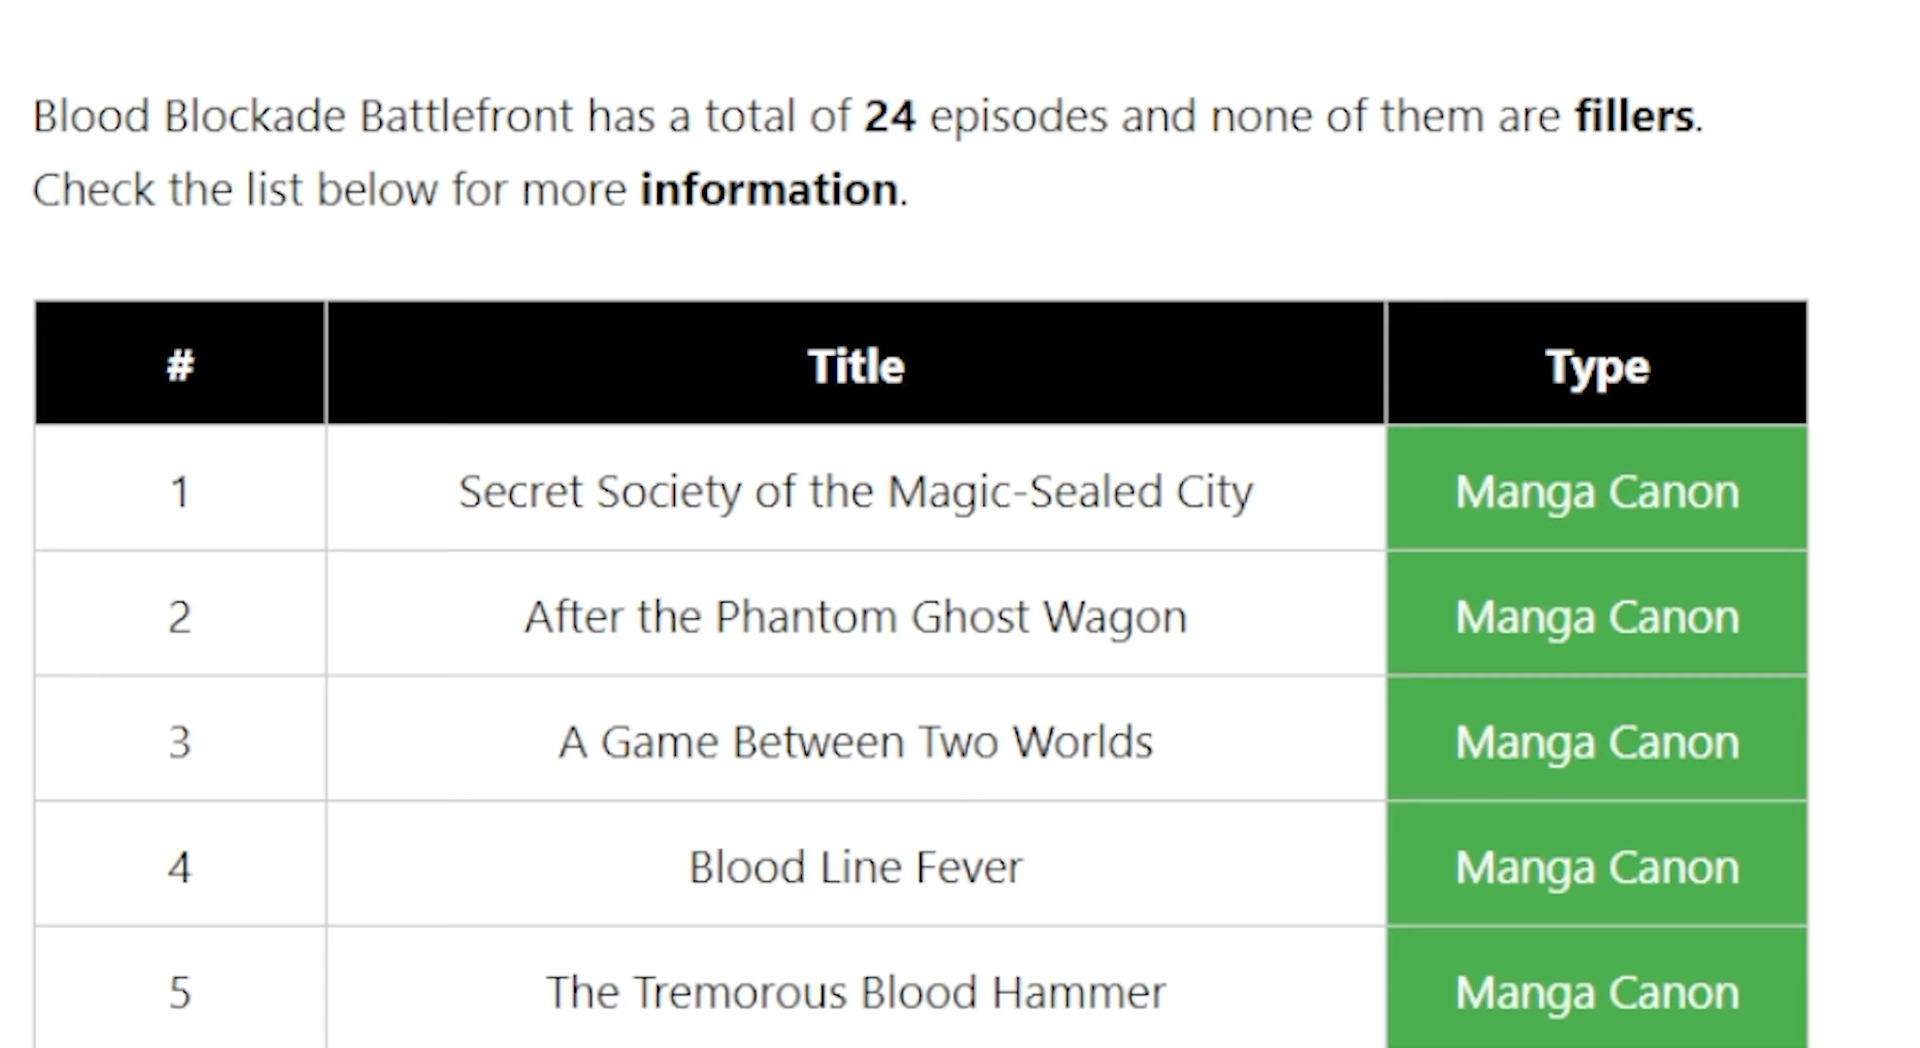 Blood Blockade Battlefront has a total of 24 episodes and none of them are fillers.
Check the list below for more information.
# Title Type
1 Secret Society of the Magic-Sealed City Manga Canon
2 After the Phantom Ghost Wagon Manga Canon
3 A Game Between Two Worlds Manga Canon
4 Blood Line Fever Manga Canon
5 The Tremorous Blood Hammer Manga Canon